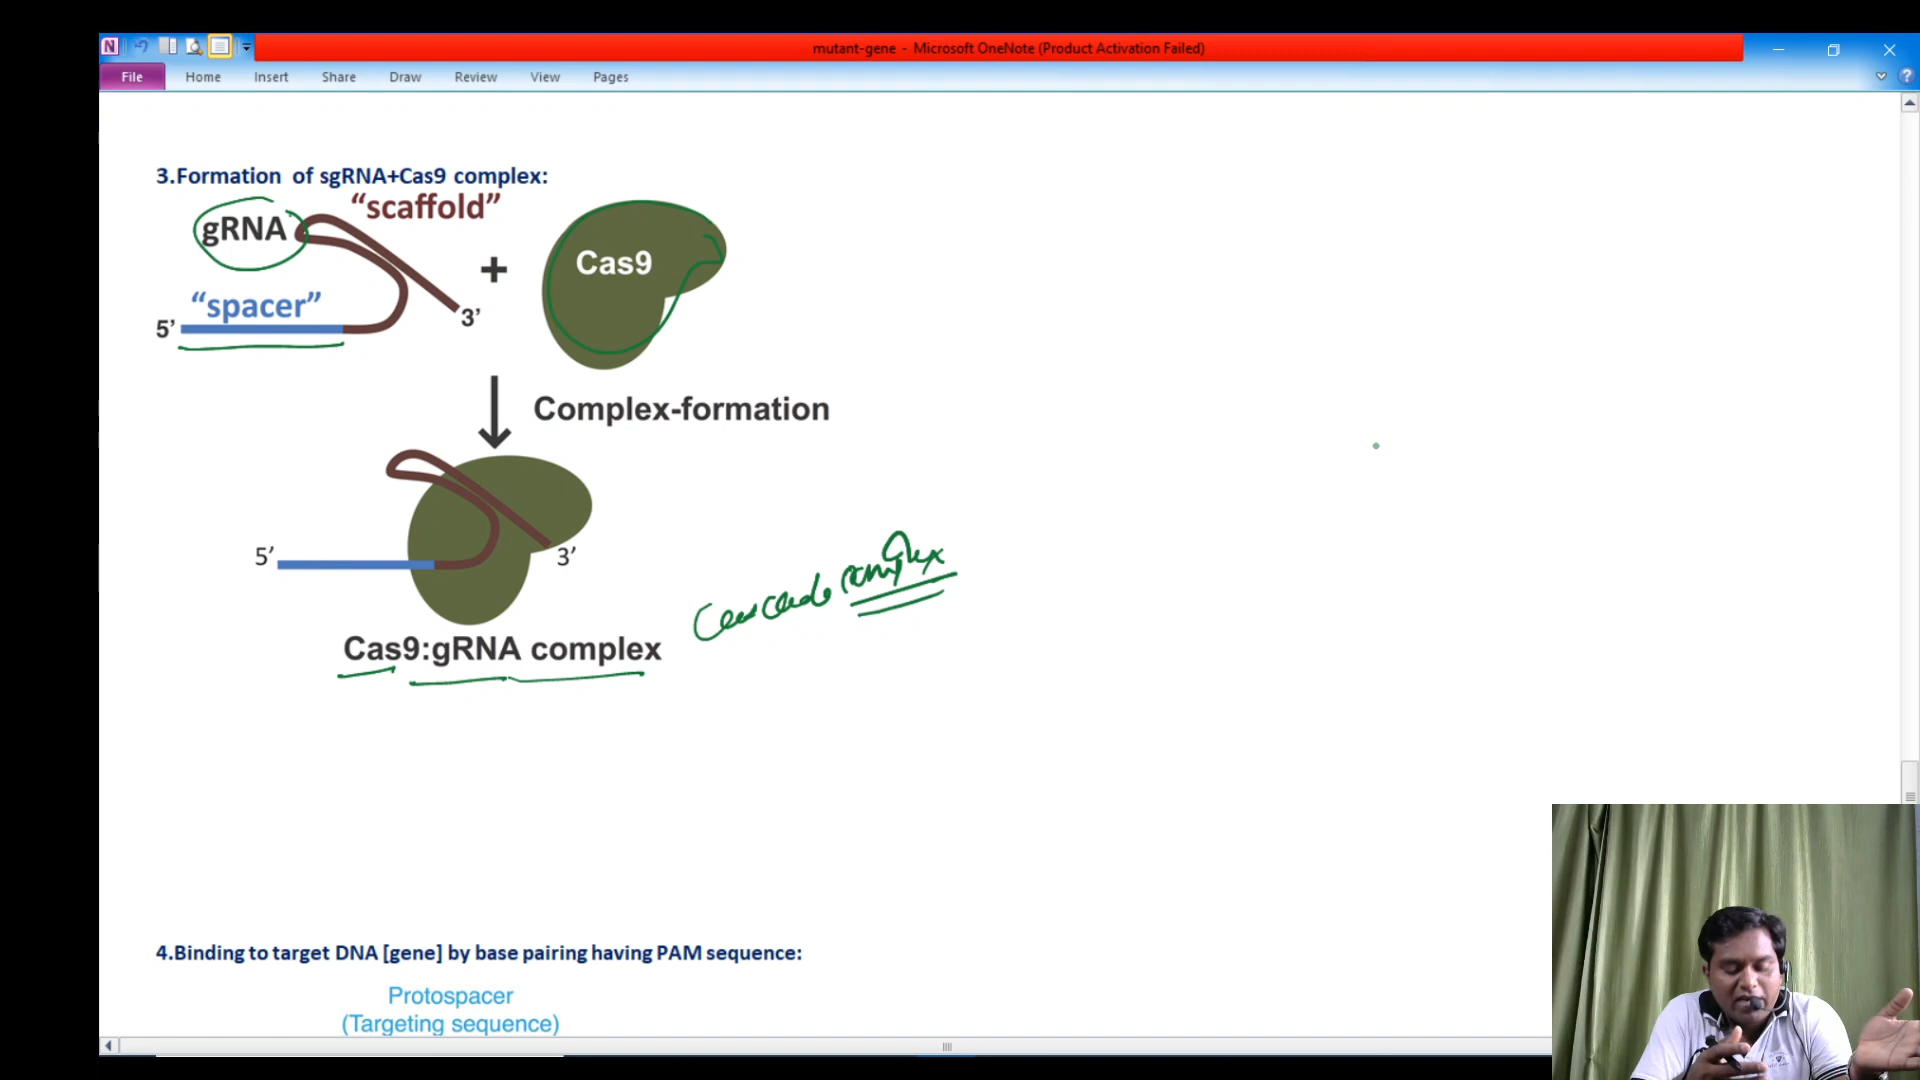 mutant-gene - Microsoft OneNote (Product Activation Failed)
File Home Insert Share Draw Review View Pages
3.Formation of sgRNA+Cas9 complex:
“scaffold”
gRNA
Cas9
+
“spacer”
5’
3’
Complex-formation
5’
3’
Cascade complex
Cas9:gRNA complex
4.Binding to target DNA [gene] by base pairing having PAM sequence:
Protospacer
(Targeting sequence)